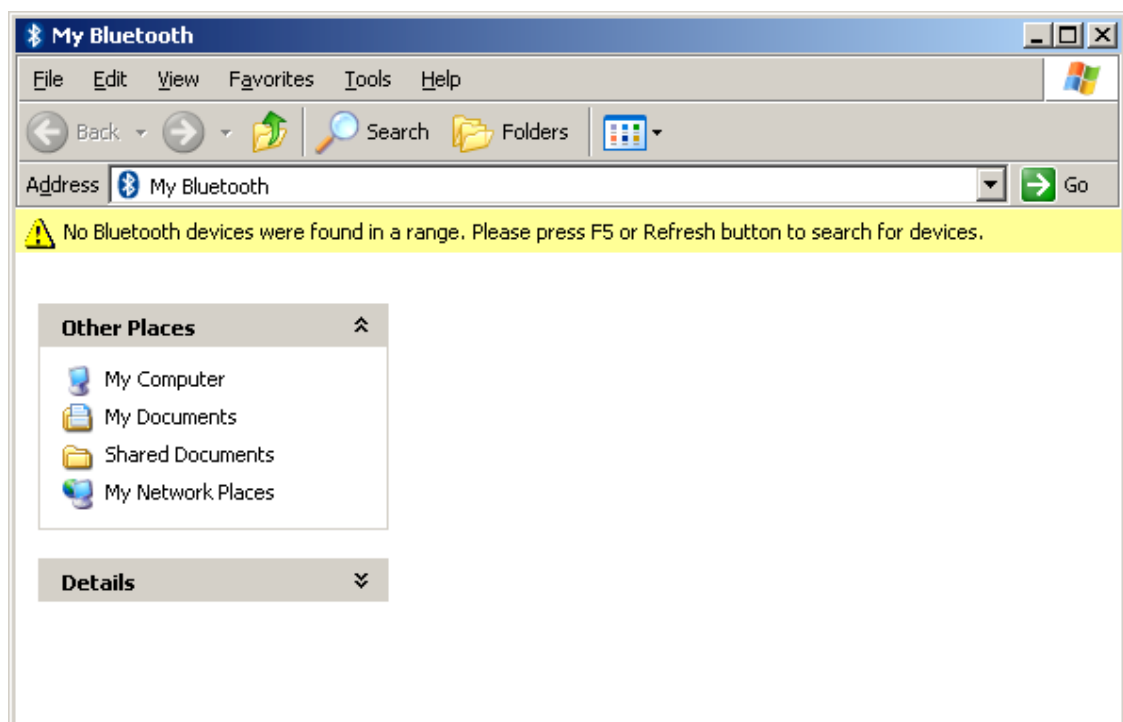 My Bluetooth
File Edit View Favorites Tools Help
Back Search Folders
Address My Bluetooth Go
No Bluetooth devices were found in a range. Please press F5 or Refresh button to search for devices.
Other Places
My Computer
My Documents
Shared Documents
My Network Places
Details